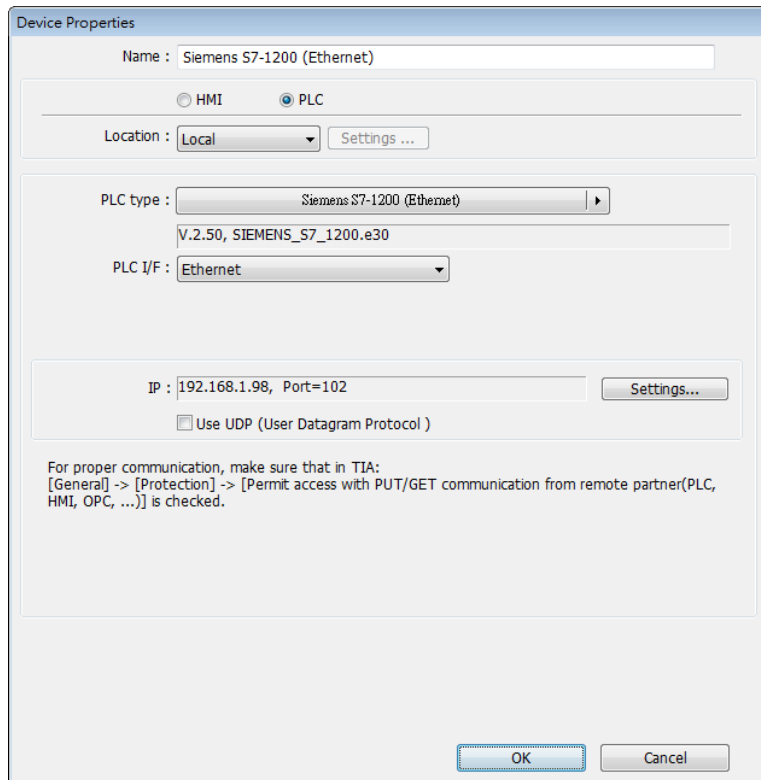 Device Properties
Name : Siemens S7-1200 (Ethernet)
HMI PLC
Location : Local Settings ...
PLC type : Siemens S7-1200 (Ethernet)
V.2.50, SIEMENS_S7_1200.e30
PLC I/F : Ethernet
IP : 192.168.1.98, Port=102 Settings...
Use UDP (User Datagram Protocol )
For proper communication, make sure that in TIA:
[General] -> [Protection] -> [Permit access with PUT/GET communication from remote partner(PLC,
HMI, OPC, ...)] is checked.
OK Cancel